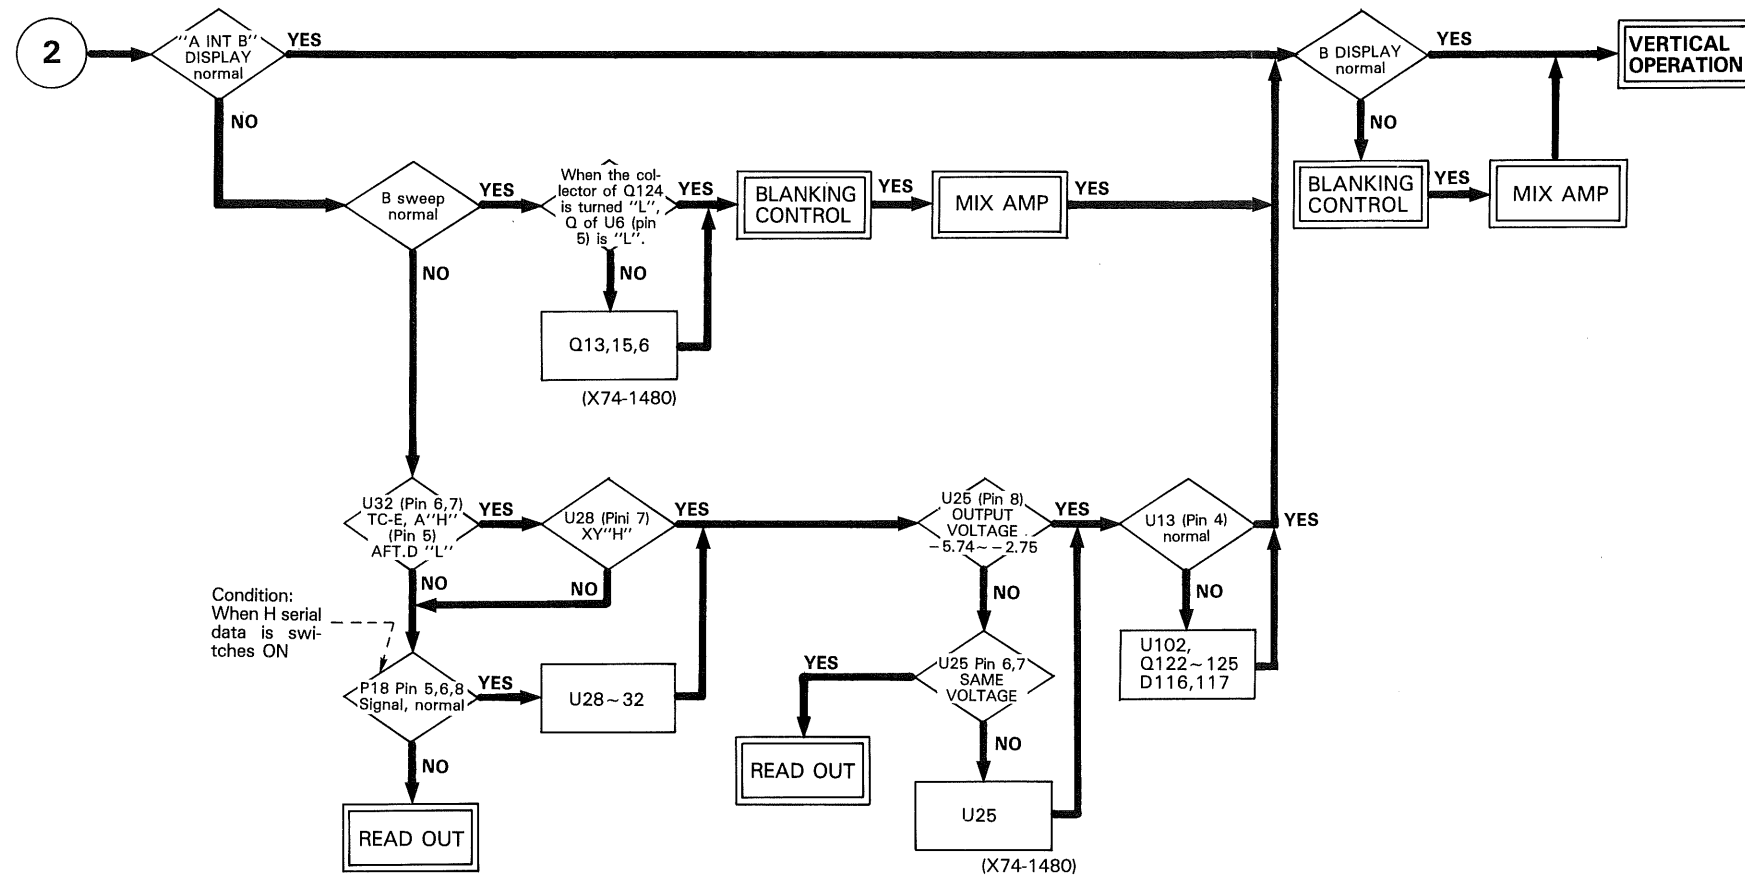 2
"A INT B"
DISPLAY
normal
YES
NO
B DISPLAY
normal
YES
NO
VERTICAL
OPERATION
BLANKING
CONTROL
YES
MIX AMP
B sweep
normal
YES
NO
When the col-
lector of Q124
is turned "L",
Q of U6 (pin
5) is "L".
YES
NO
BLANKING
CONTROL
YES
MIX AMP
YES
Q13,15,6
(X74-1480)
U32 (Pin 6,7)
TC-E, A"H"
(Pin 5)
AFT.D "L"
YES
NO
U28 (Pini 7)
XY"H"
YES
NO
U25 (Pin 8)
OUTPUT
VOLTAGE
-5.74~-2.75
YES
NO
U13 (Pin 4)
normal
YES
NO
Condition:
When H serial
data is swi-
tches ON
P18 Pin 5,6,8
Signal, normal
YES
NO
U28~32
READ OUT
U25 Pin 6,7
SAME
VOLTAGE
YES
NO
READ OUT
U25
(X74-1480)
U102,
Q122~125
D116,117